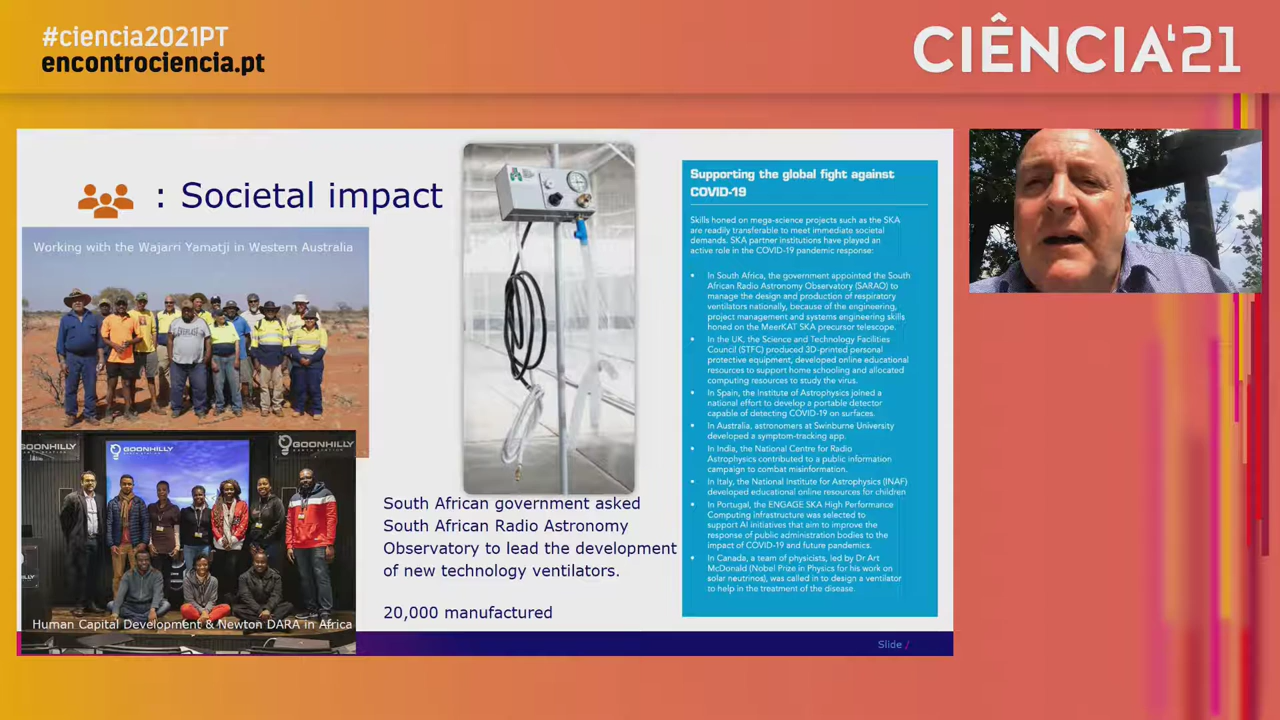 #ciencia2021PT
encontrociencia.pt
CIÊNCIA'21
: Societal impact
Working with the Wajarri Yamatji in Western Australia
GOONHILLY
GOONHILLY
EARTH STATION
Human Capital Development & Newton DARA in Africa
South African government asked
South African Radio Astronomy
Observatory to lead the development
of new technology ventilators.
20,000 manufactured
Supporting the global fight against
COVID-19
Skills honed on mega-science projects such as the SKA
are readily transferable to meet immediate societal
demands. SKA partner institutions have played an
active role in the COVID-19 pandemic response:
• In South Africa, the government appointed the South
African Radio Astronomy Observatory (SARAO) to
manage the design and production of respiratory
ventilators nationally, because of the engineering,
project management and systems engineering skills
honed on the MeerKAT SKA precursor telescope.
• In the UK, the Science and Technology Facilities
Council (STFC) produced 3D-printed personal
protective equipment, developed online educational
resources to support home schooling and allocated
computing resources to study the virus.
• In Spain, the Institute of Astrophysics joined a
national effort to develop a portable detector
capable of detecting COVID-19 on surfaces.
• In Australia, astronomers at Swinburne University
developed a symptom-tracking app.
• In India, the National Centre for Radio
Astrophysics contributed to a public information
campaign to combat misinformation.
• In Italy, the National Institute for Astrophysics (INAF)
developed educational online resources for children
• In Portugal, the ENGAGE SKA High Performance
Computing infrastructure was selected to
support AI initiatives that aim to improve the
response of public administration bodies to the
impact of COVID-19 and future pandemics.
• In Canada, a team of physicists, led by Dr Art
McDonald (Nobel Prize in Physics for his work on
solar neutrinos), was called in to design a ventilator
to help in the treatment of the disease.
Slide /